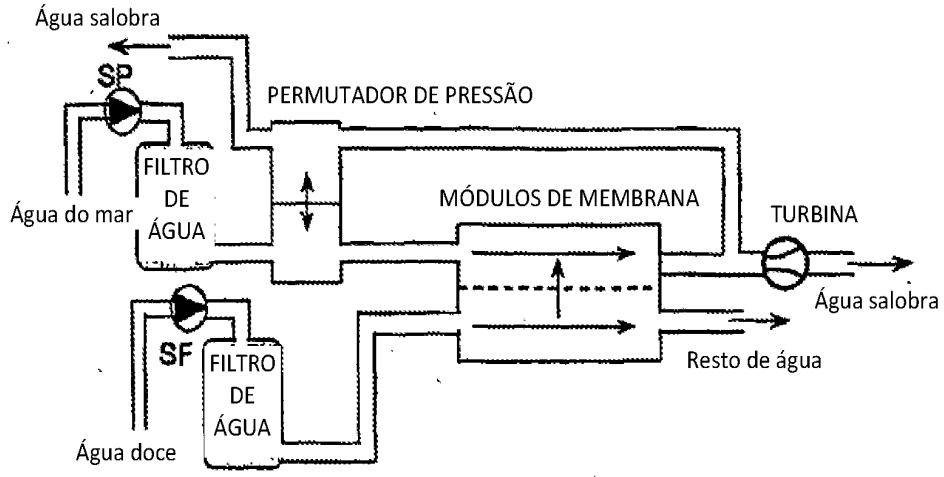 Água salobra
SP
PERMUTADOR DE PRESSÃO
FILTRO
DE
ÁGUA
Água do mar
MÓDULOS DE MEMBRANA
TURBINA
Água salobra
SF
Resto de água
FILTRO
DE
ÁGUA
Água doce